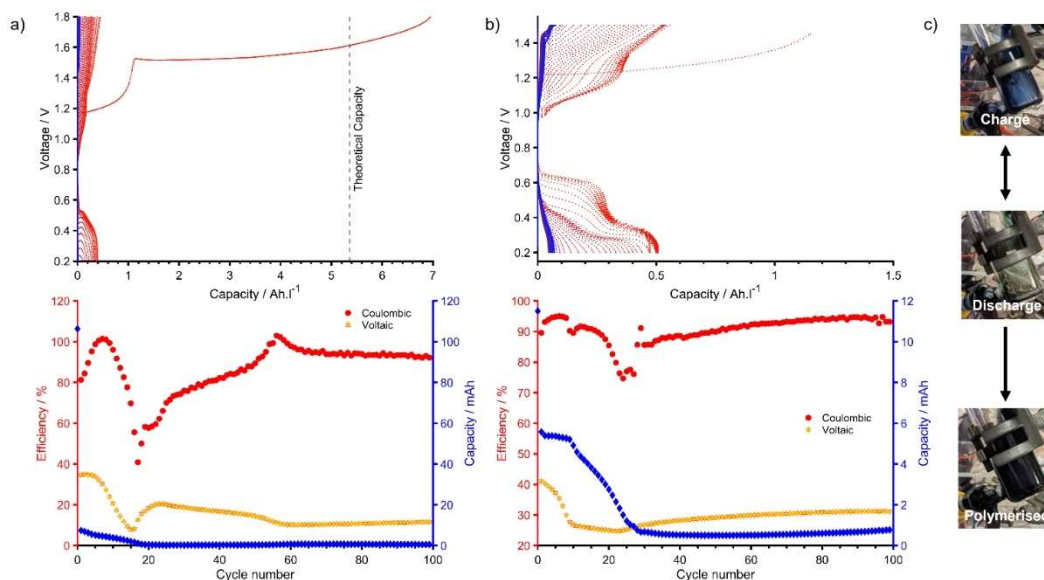 a)
1.8
1.6
1.4
1.2
1.0
0.8
0.6
0.4
0.2
Voltage / V
Theoretical Capacity
0 1 2 3 4 5 6 7
Capacity / Ah.l⁻¹
120
100
80
60
40
20
0
Efficiency / %
Coulombic
Voltaic
120
100
80
60
40
20
0
Capacity / mAh
0 20 40 60 80 100
Cycle number
b)
1.4
1.2
1.0
0.8
0.6
0.4
0.2
Voltage / V
0 0.5 1 1.5
Capacity / Ah.l⁻¹
100
90
80
70
60
50
40
30
20
Efficiency / %
Coulombic
Voltaic
12
10
8
6
4
2
0
Capacity / mAh
0 20 40 60 80 100
Cycle number
c)
Charge
Discharge
Polymerised